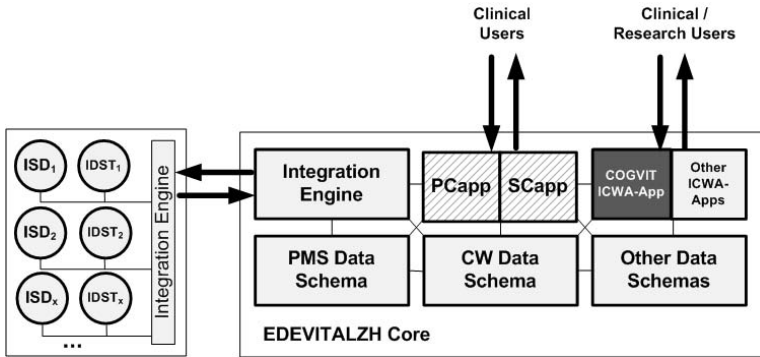 Clinical
Users
Clinical /
Research Users
ISD₁
IDST₁
ISD₂
IDST₂
ISDₓ
IDSTₓ
...
Integration Engine
Integration
Engine
PCapp
SCapp
COGVIT
ICWA-App
Other
ICWA-
Apps
PMS Data
Schema
CW Data
Schema
Other Data
Schemas
EDEVITALZH Core